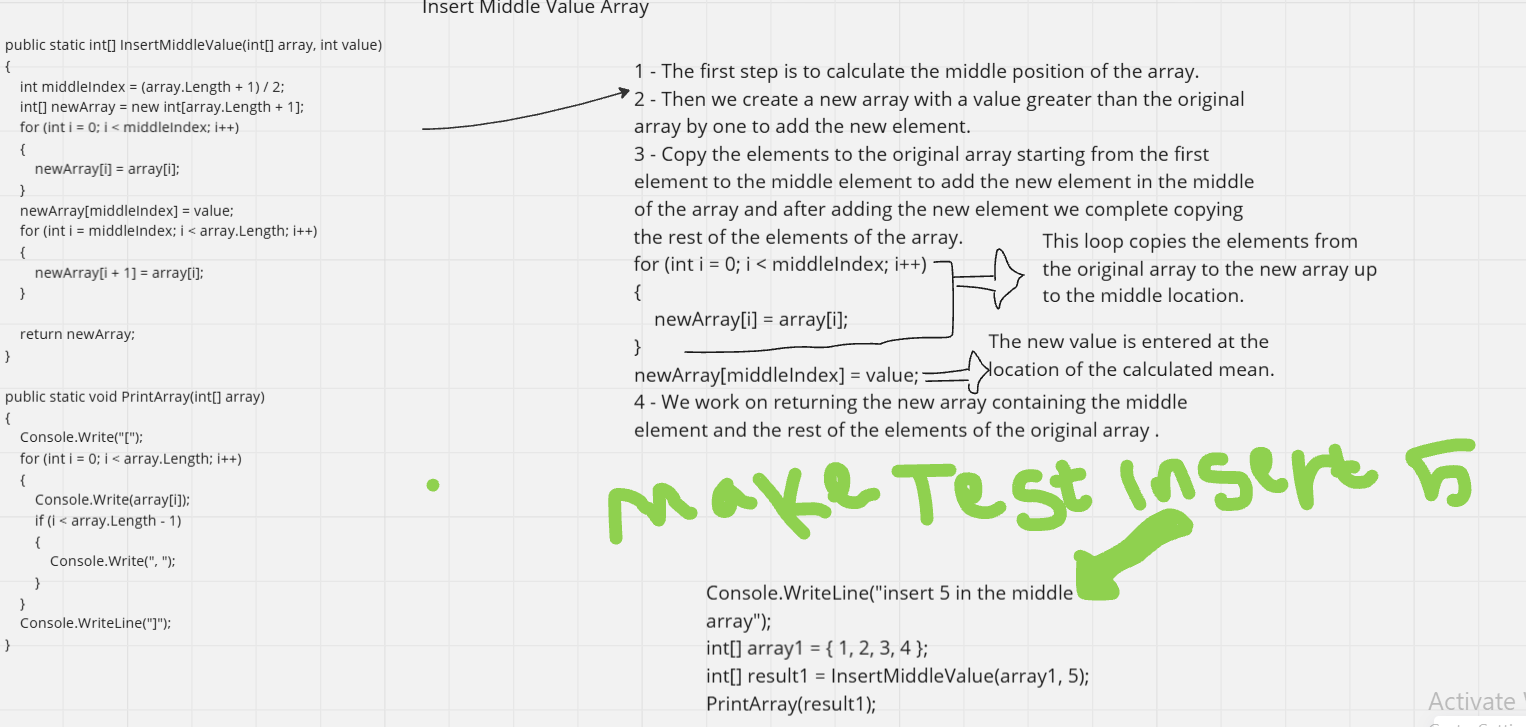 Insert Middle Value Array
public static int[] InsertMiddleValue(int[] array, int value)
{
int middleIndex = (array.Length + 1) / 2;
int[] newArray = new int[array.Length + 1];
for (int i = 0; i < middleIndex; i++)
{
newArray[i] = array[i];
}
newArray[middleIndex] = value;
for (int i = middleIndex; i < array.Length; i++)
{
newArray[i + 1] = array[i];
}
return newArray;
}
public static void PrintArray(int[] array)
{
Console.Write("[");
for (int i = 0; i < array.Length; i++)
{
Console.Write(array[i]);
if (i < array.Length - 1)
{
Console.Write(", ");
}
}
Console.WriteLine("]");
}
1 - The first step is to calculate the middle position of the array.
2 - Then we create a new array with a value greater than the original
array by one to add the new element.
3 - Copy the elements to the original array starting from the first
element to the middle element to add the new element in the middle
of the array and after adding the new element we complete copying
the rest of the elements of the array.
for (int i = 0; i < middleIndex; i++)
{
newArray[i] = array[i];
}
This loop copies the elements from
the original array to the new array up
to the middle location.
newArray[middleIndex] = value;
The new value is entered at the
location of the calculated mean.
4 - We work on returning the new array containing the middle
element and the rest of the elements of the original array .
Make Test Insert 5
Console.WriteLine("insert 5 in the middle
array");
int[] array1 = { 1, 2, 3, 4 };
int[] result1 = InsertMiddleValue(array1, 5);
PrintArray(result1);
Activate